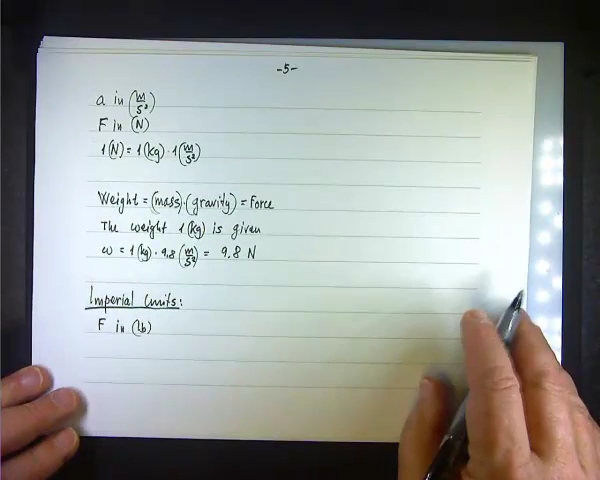 -5-
a in (m/s²)
F in (N)
1(N) = 1(kg) · 1(m/s²)
Weight = (mass)·(gravity) = Force
The weight 1(kg) is given
ω = 1(kg) · 9.8 (m/s²) = 9.8 N
Imperial Units:
F in (lb)